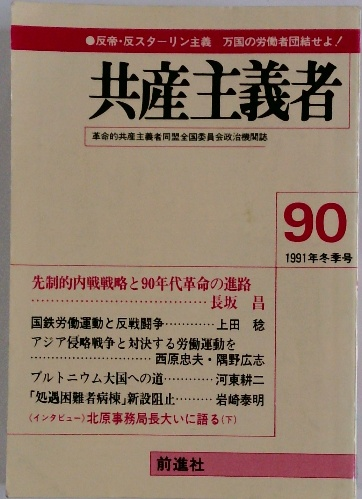 ●反帝・反スターリン主義　万国の労働者団結せよ!
共産主義者
革命的共産主義者同盟全国委員会政治機関誌
90
1991年冬季号
先制的内戦戦略と90年代革命の進路
……………………………長坂　昌
国鉄労働運動と反戦闘争…………上田　稔
アジア侵略戦争と対決する労働運動を
……………………西原忠夫・隅野広志
プルトニウム大国への道…………河東耕二
「処遇困難者病棟」新設阻止………岩崎泰明
〈インタビュー〉北原事務局長大いに語る(下)
前進社